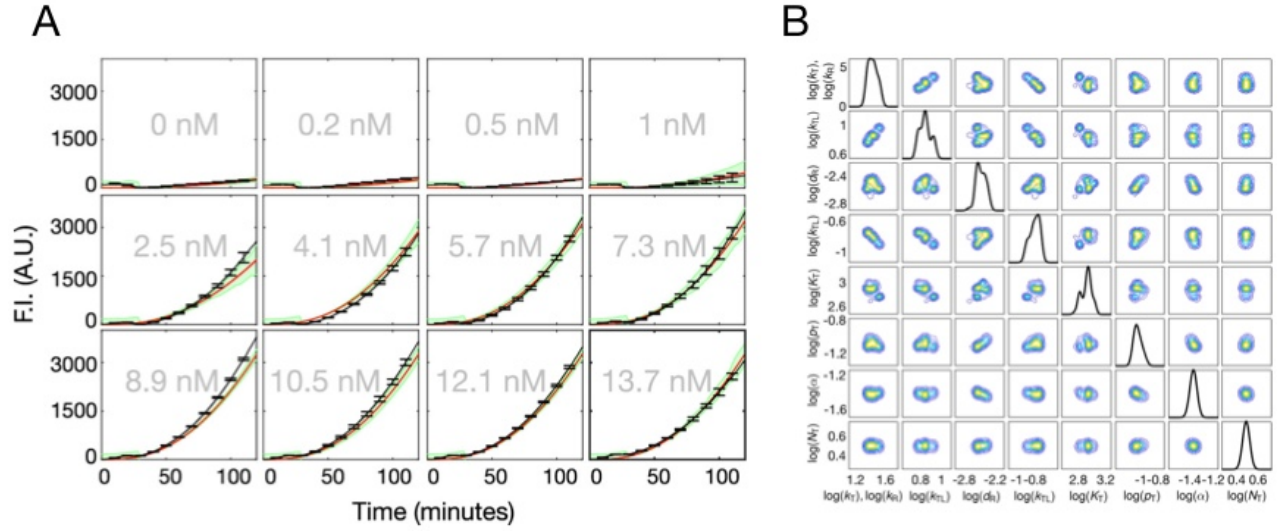 A
B
3000
1500
0
0 nM
0.2 nM
0.5 nM
1 nM
3000
1500
0
2.5 nM
4.1 nM
5.7 nM
7.3 nM
3000
1500
0
8.9 nM
10.5 nM
12.1 nM
13.7 nM
0 50 100 0 50 100 0 50 100 0 50 100
Time (minutes)
F.I. (A.U.)
log(kT), log(kR)
5
0
log(kTL)
1
0.6
log(dR)
-2.4
-2.8
log(kTL)
-0.6
-1
log(KT)
3
2.6
log(pT)
-0.8
-1.2
log(α)
-1.2
-1.6
log(NT)
0.6
0.4
1.2 1.6 0.8 1 -2.8 -2.2 -1 -0.8 2.8 3.2 -1 -0.8 -1.4 -1.2 0.4 0.6
log(kT), log(kR) log(kTL) log(dR) log(kTL) log(KT) log(pT) log(α) log(NT)